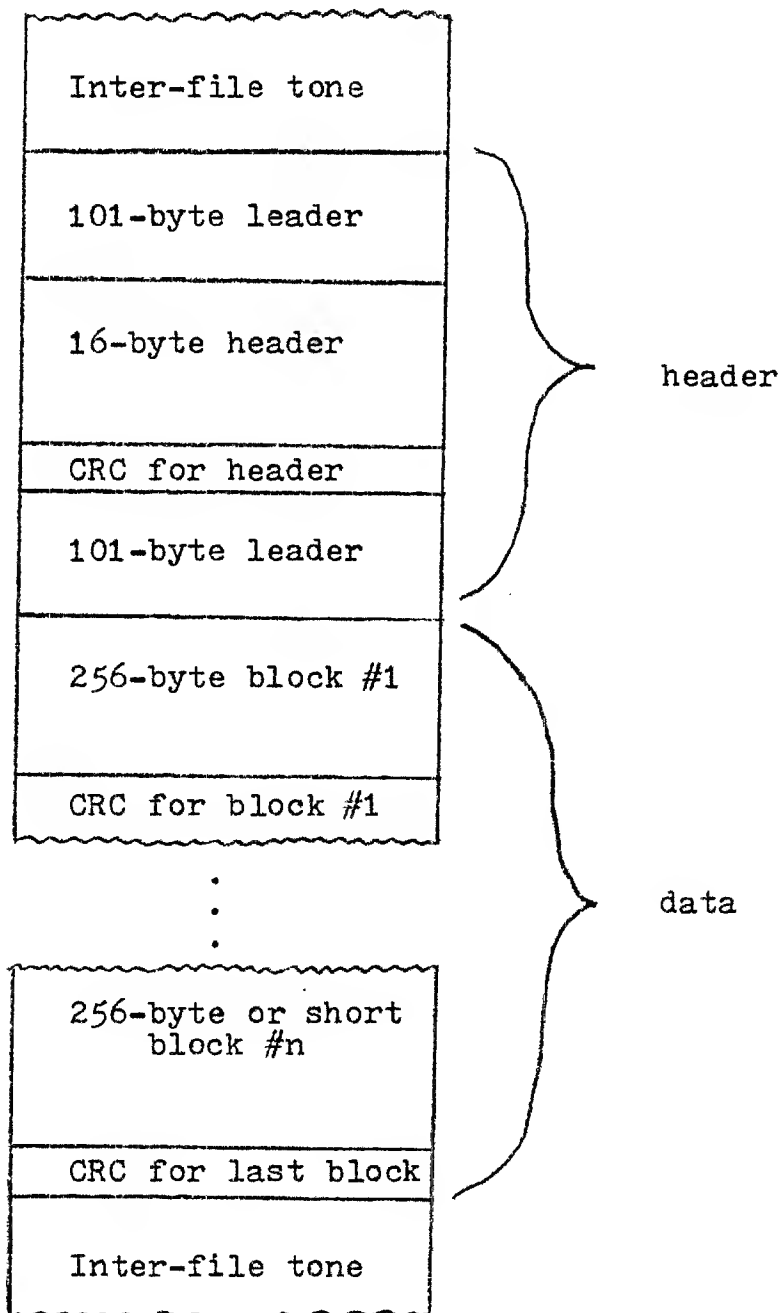 Inter-file tone
101-byte leader
16-byte header
CRC for header
101-byte leader
header
256-byte block #1
CRC for block #1
data
256-byte or short
block #n
CRC for last block
Inter-file tone